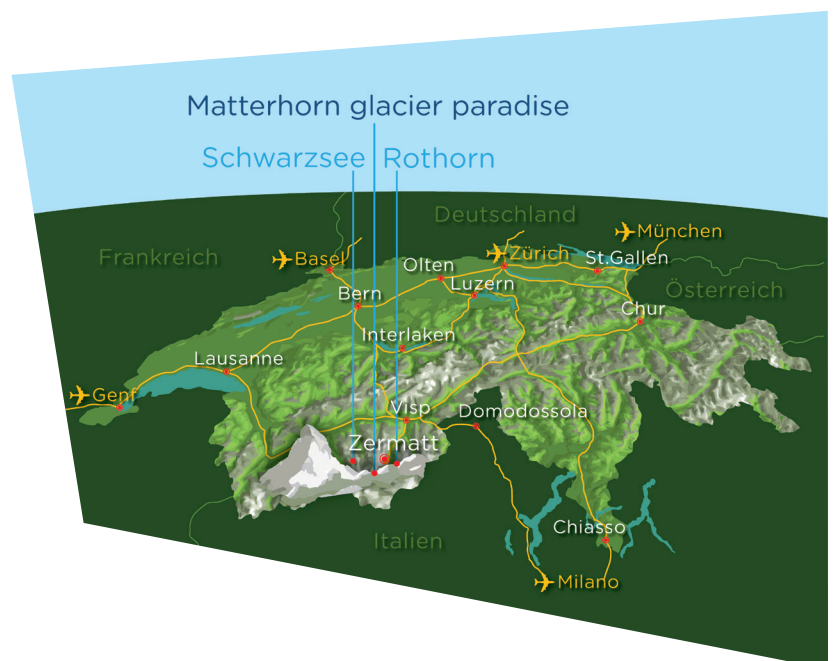 Matterhorn glacier paradise
Schwarzsee
Rothorn
Deutschland
München
Frankreich
Basel
Zürich
St.Gallen
Olten
Luzern
Österreich
Bern
Chur
Interlaken
Lausanne
Genf
Visp
Domodossola
Zermatt
Chiasso
Italien
Milano